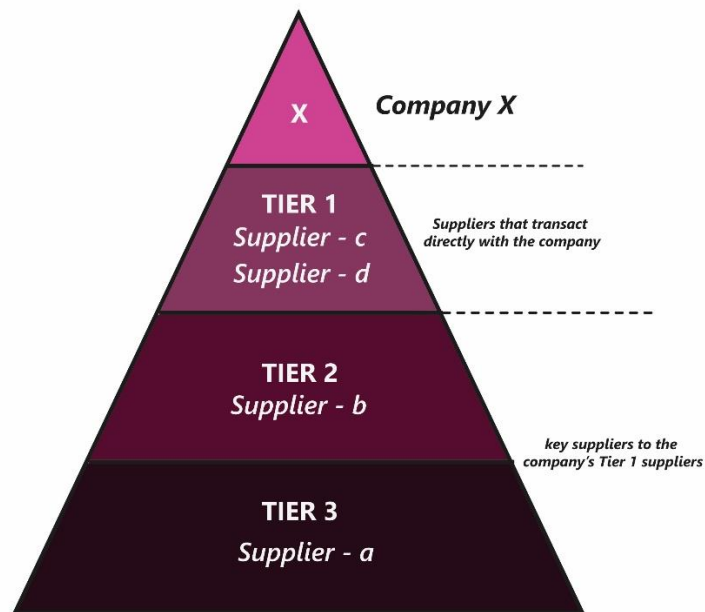 X
Company X
TIER 1
Supplier - c
Supplier - d
Suppliers that transact
directly with the company
TIER 2
Supplier - b
key suppliers to the
company's Tier 1 suppliers
TIER 3
Supplier - a